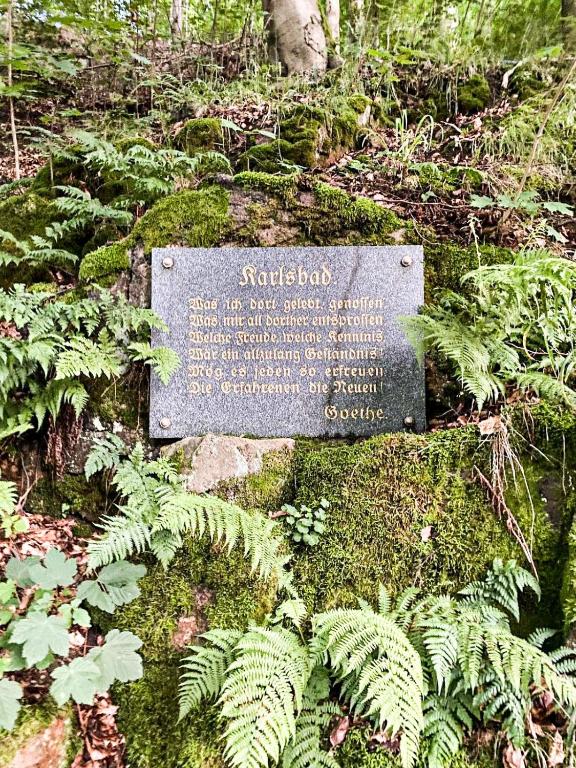 Karlsbad.
Was ich dort gelebt, genossen
Was mir all dorther entsprossen
Welche Freude, welche Kenntnis
Wär ein allzulang Geständnis!
Mög es jeden so erfreuen
Die Erfahrenen die Neuen!
Goethe.